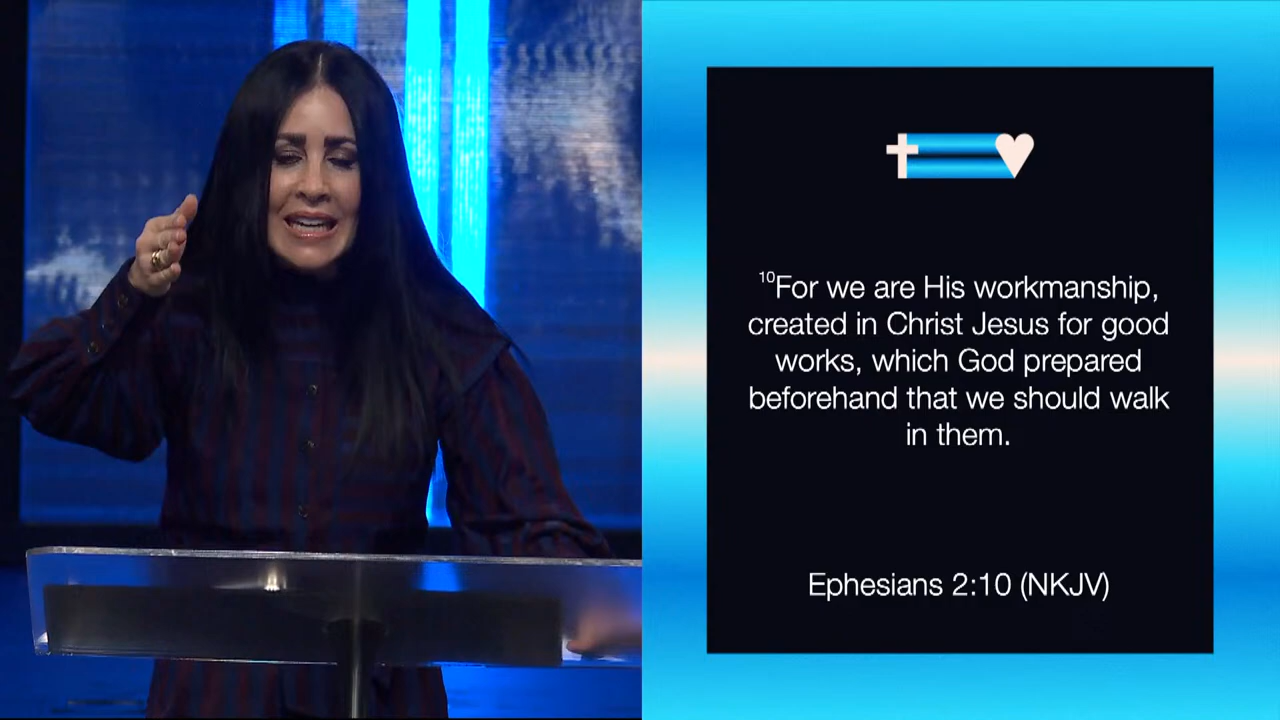 10For we are His workmanship,
created in Christ Jesus for good
works, which God prepared
beforehand that we should walk
in them.
Ephesians 2:10 (NKJV)